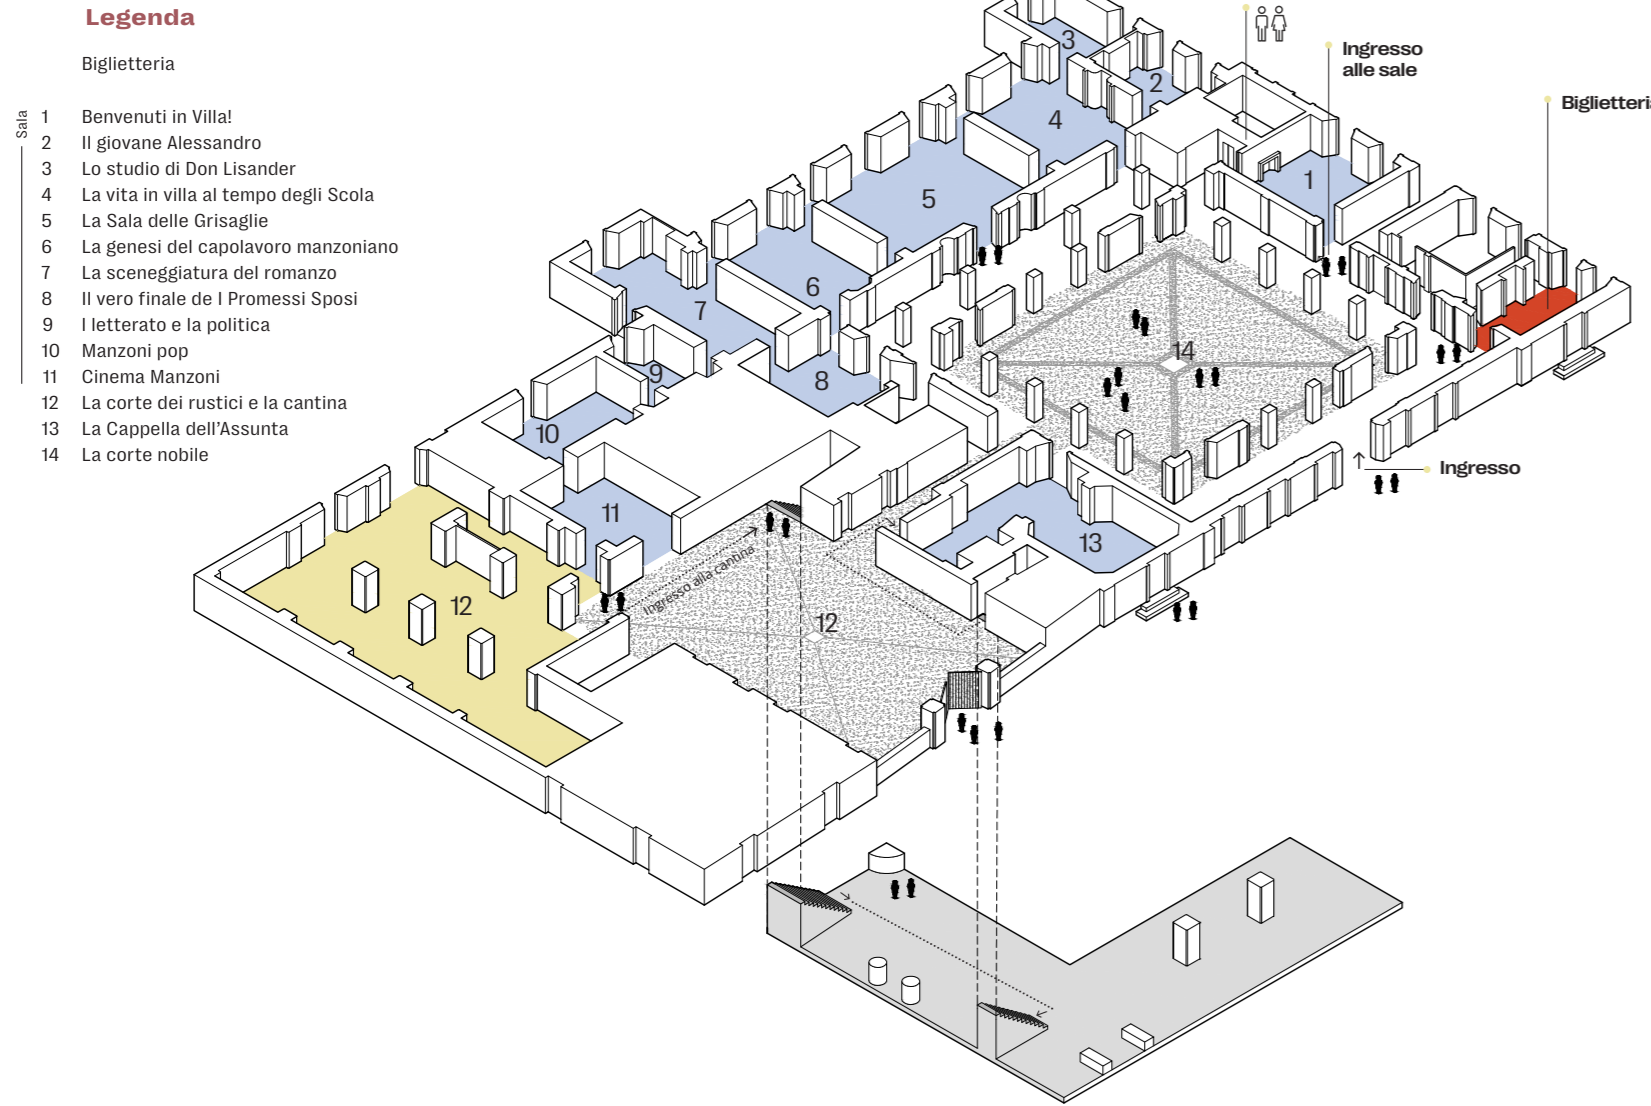 Legenda
Biglietteria
Sala
1 Benvenuti in Villa!
2 Il giovane Alessandro
3 Lo studio di Don Lisander
4 La vita in villa al tempo degli Scola
5 La Sala delle Grisaglie
6 La genesi del capolavoro manzoniano
7 La sceneggiatura del romanzo
8 Il vero finale de I Promessi Sposi
9 I letterato e la politica
10 Manzoni pop
11 Cinema Manzoni
12 La corte dei rustici e la cantina
13 La Cappella dell'Assunta
14 La corte nobile
Ingresso
alle sale
Biglietteria
3
2
4
1
5
6
7
14
9
8
10
Ingresso
11
13
Ingresso alla cantina
12
12